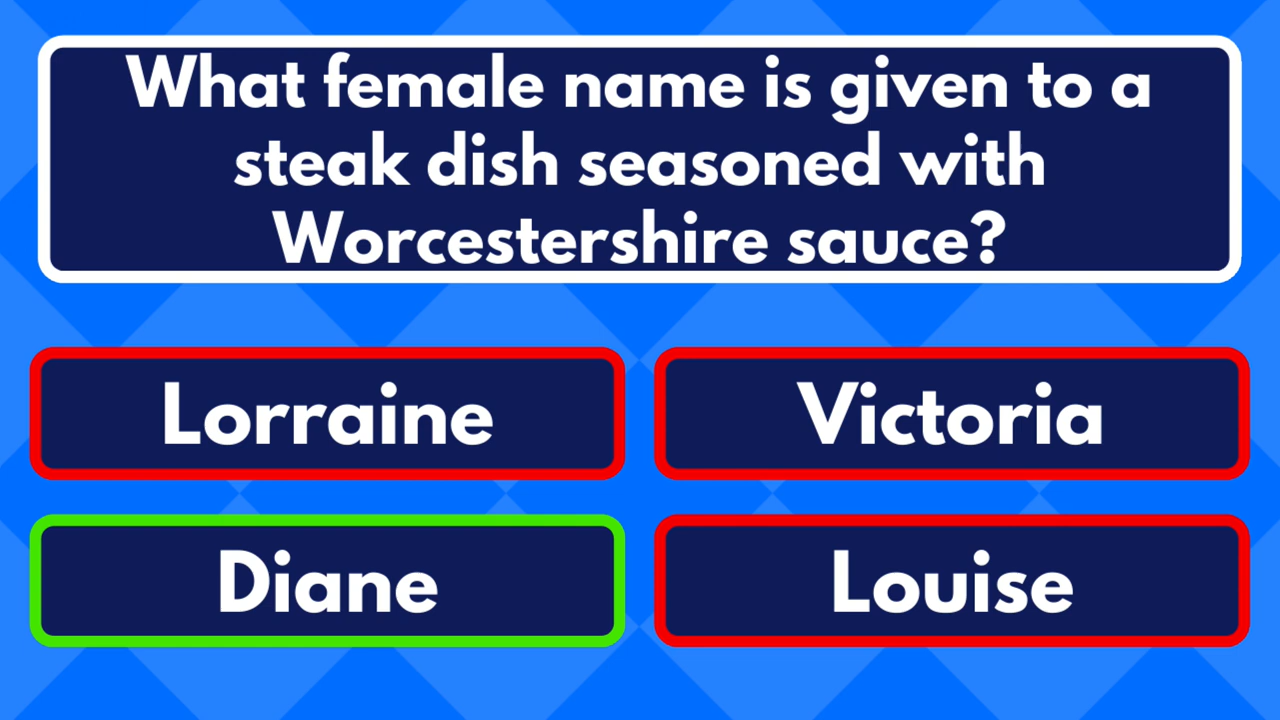 What female name is given to a
steak dish seasoned with
Worcestershire sauce?
Lorraine
Victoria
Diane
Louise